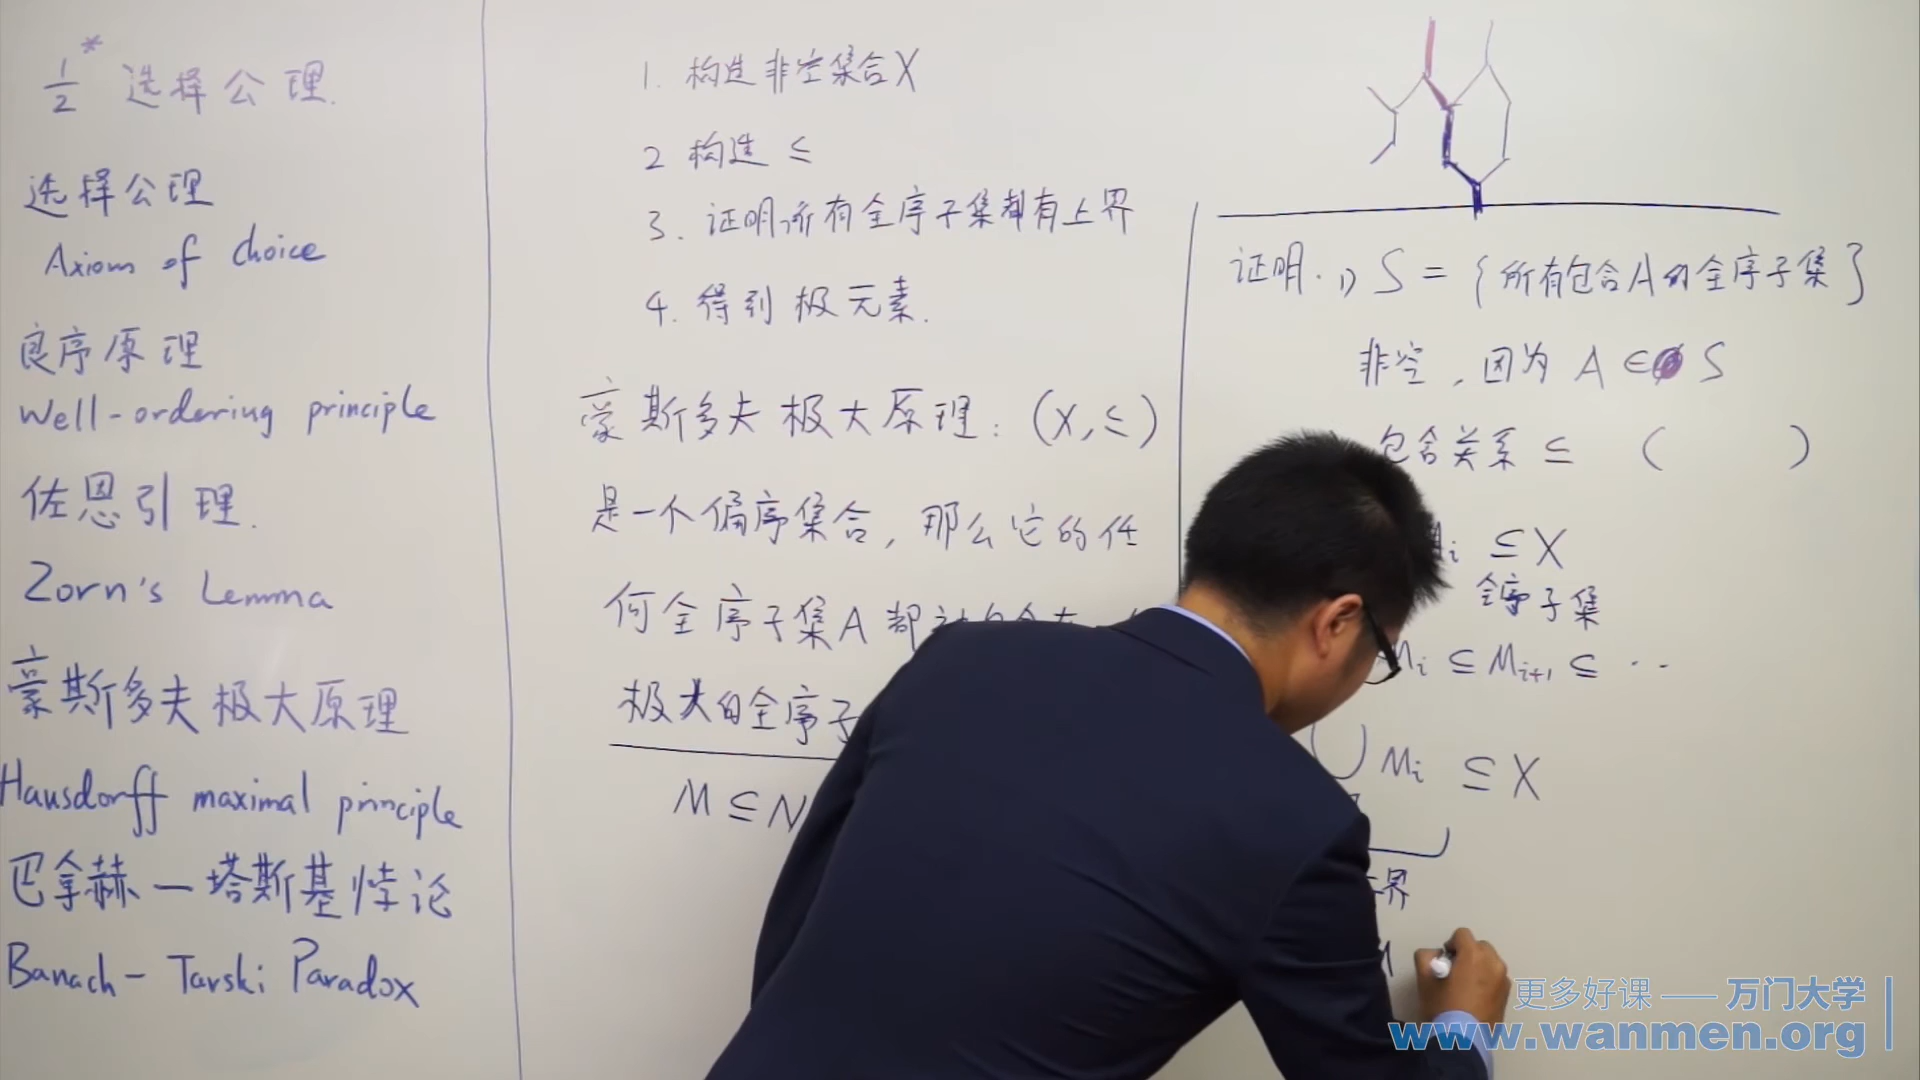 1/2* 选择公理.
选择公理
Axiom of choice
良序原理
Well-ordering principle
佐恩引理.
Zorn's Lemma
豪斯多夫极大原理
Hausdorff maximal principle
巴拿赫—塔斯基悖论
Banach-Tarski Paradox
1. 构造非空集合X
2 构造 ≤
3. 证明所有全序子集都有上界
4. 得到极元素.
豪斯多夫极大原理: (X, ≤)
是一个偏序集合, 那么它的任
何全序子集A都
极大的全序子
M ⊆ N
证明. 1) S = {所有包含A的全序子集}
非空, 因为 A ∈ S
包含关系 ⊆ ( )
⊆ X
全序子集
⊆ Mi+1 ⊆ ··
∪ Mi ⊆ X
界
更多好课 —— 万门大学
www.wanmen.org